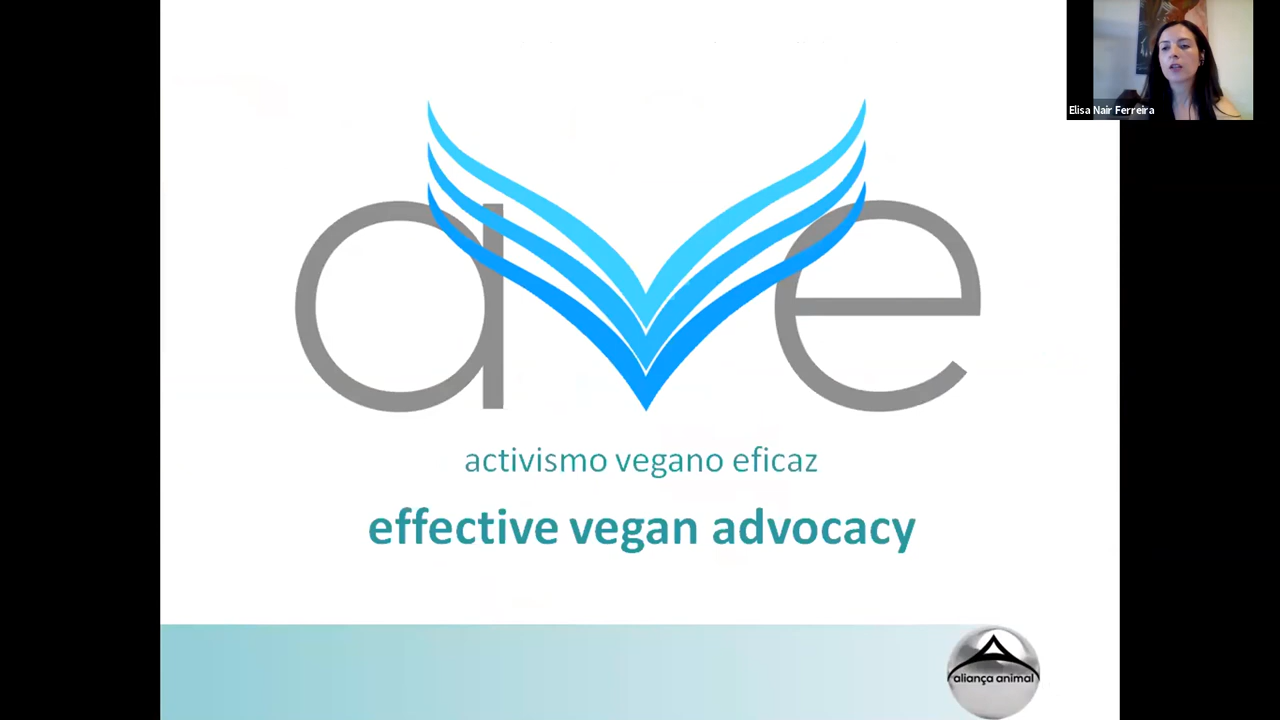 Elisa Nair Ferreira
ave
activismo vegano eficaz
effective vegan advocacy
aliança animal